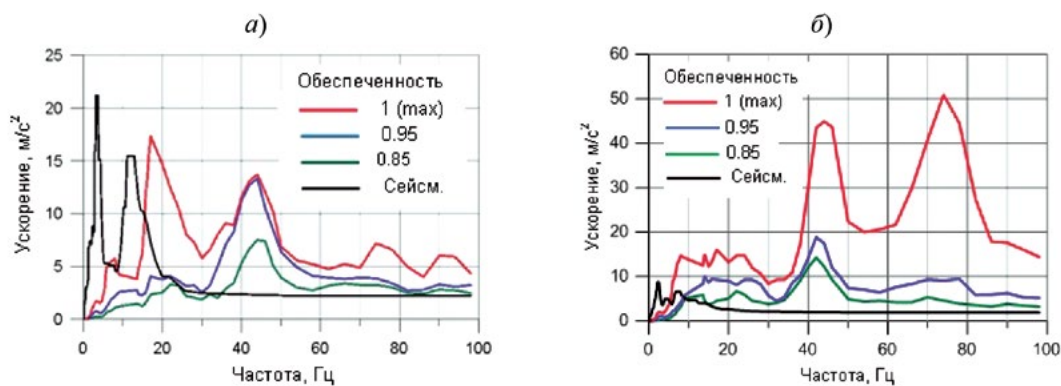 а)
25
20
15
10
5
0
Ускорение, м/с²
Обеспеченность
1 (max)
0.95
0.85
Сейсм.
0 20 40 60 80 100
Частота, Гц
б)
60
50
40
30
20
10
0
Ускорение, м/с²
Обеспеченность
1 (max)
0.95
0.85
Сейсм.
0 20 40 60 80 100
Частота, Гц